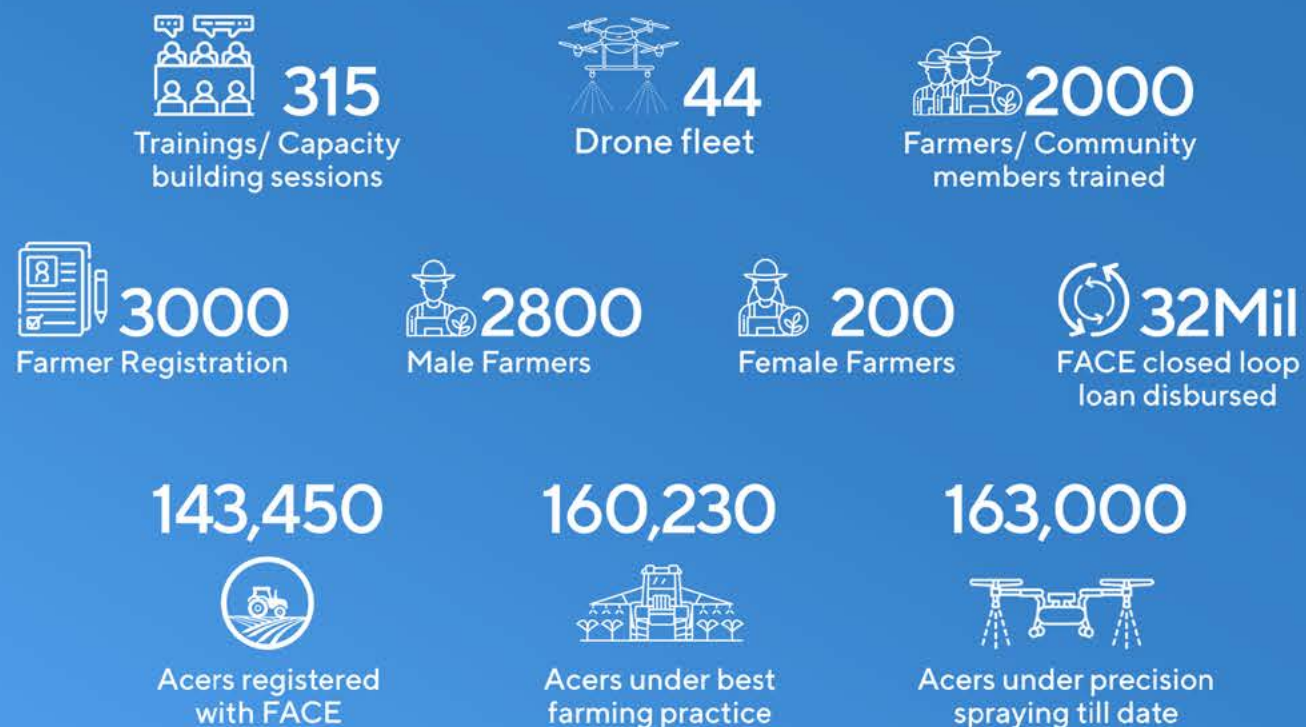 315
Trainings/ Capacity
building sessions
44
Drone fleet
2000
Farmers/ Community
members trained
3000
Farmer Registration
2800
Male Farmers
200
Female Farmers
32Mil
FACE closed loop
loan disbursed
143,450
Acers registered
with FACE
160,230
Acers under best
farming practice
163,000
Acers under precision
spraying till date